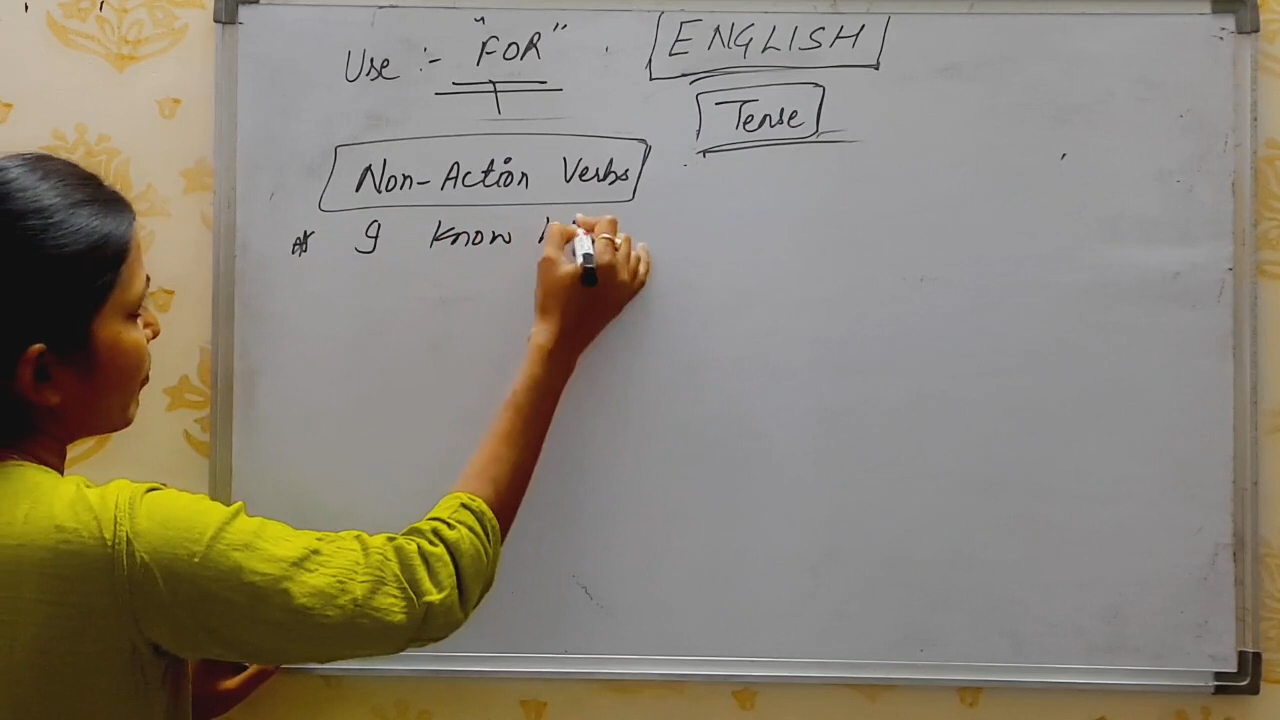 Use :- "FOR"
ENGLISH
Tense
Non-Action Verbs
I know